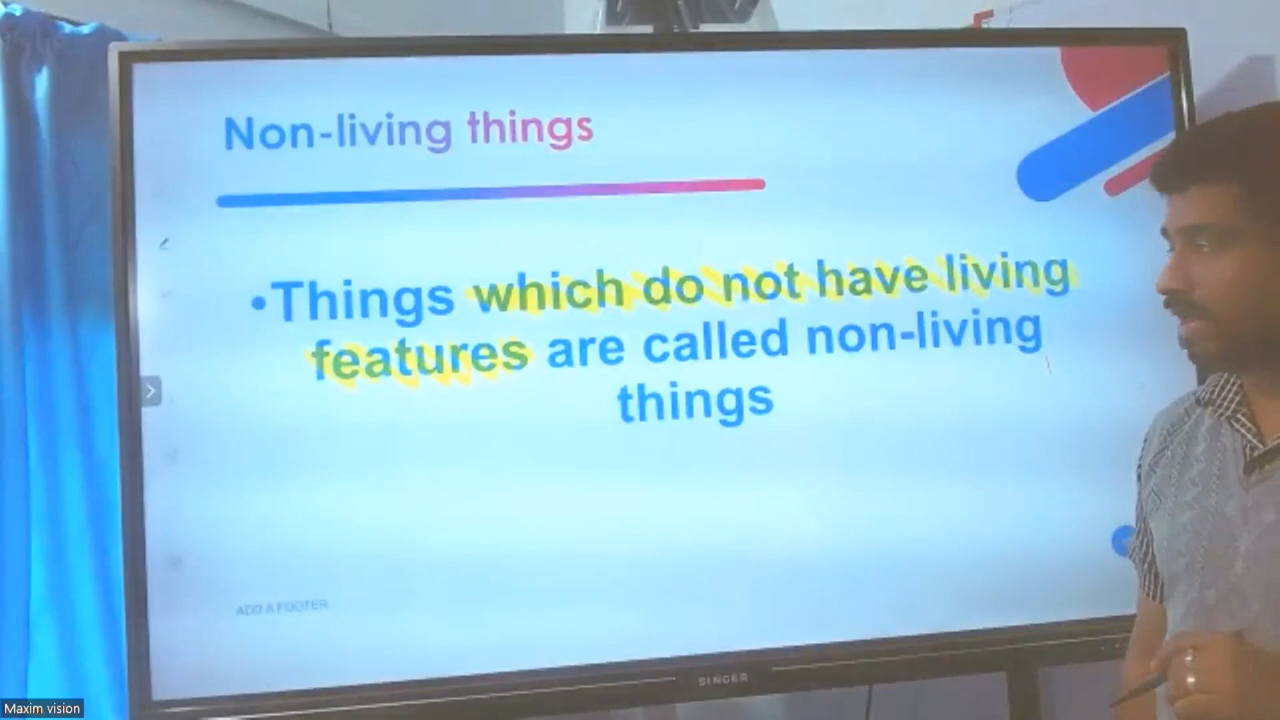 Non-living things
•Things which do not have living
features are called non-living
things
ADD A FOOTER
SINGER
Maxim vision